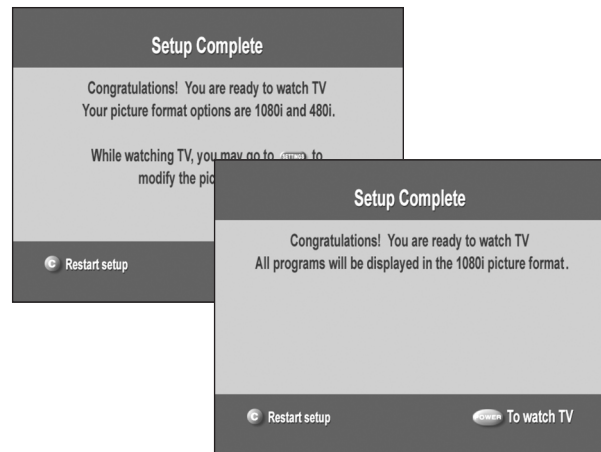 Setup Complete
Congratulations! You are ready to watch TV
Your picture format options are 1080i and 480i.
While watching TV, you may go to SETTINGS to
modify the pic
C Restart setup
Setup Complete
Congratulations! You are ready to watch TV
All programs will be displayed in the 1080i picture format.
C Restart setup
POWER To watch TV